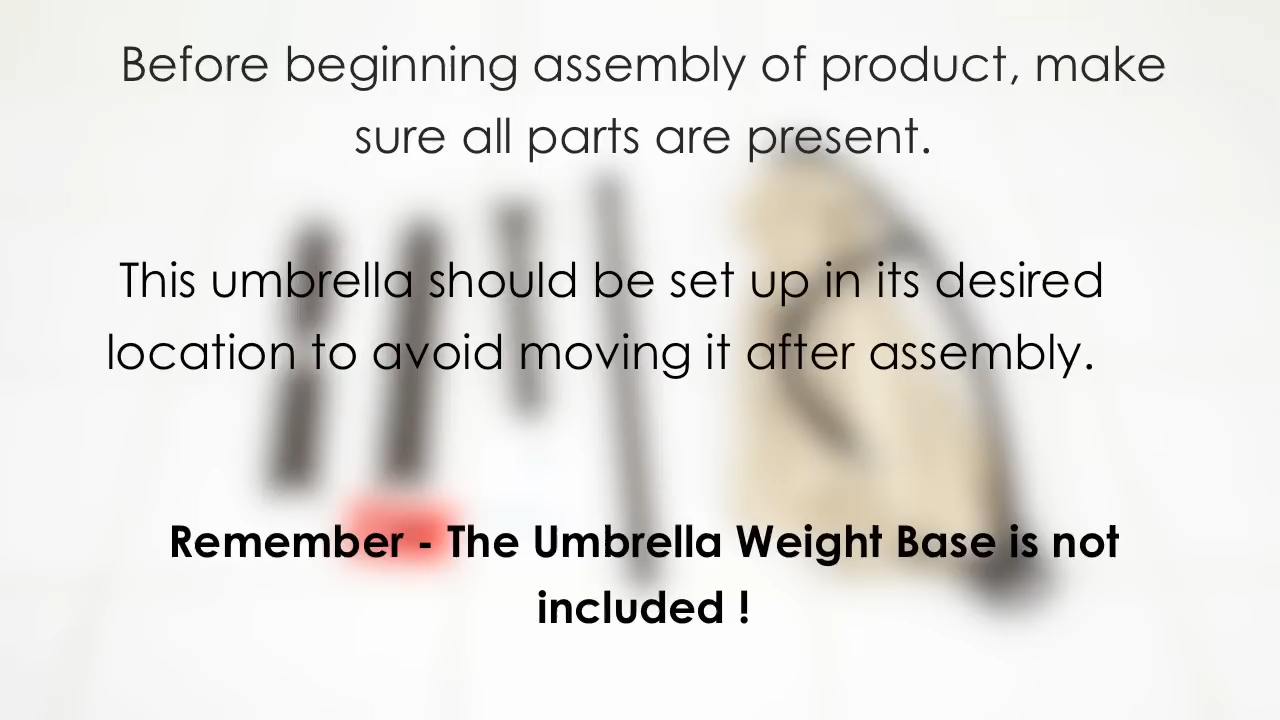 Before beginning assembly of product, make
sure all parts are present.
This umbrella should be set up in its desired
location to avoid moving it after assembly.
Remember - The Umbrella Weight Base is not
included !